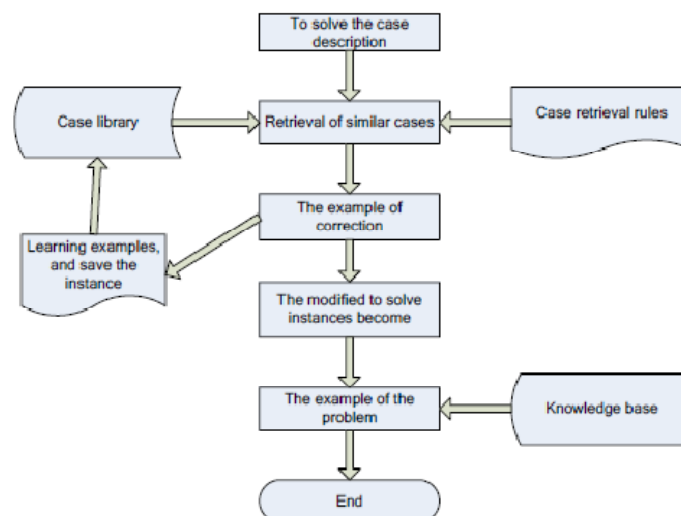 To solve the case
description
Case library
Retrieval of similar cases
Case retrieval rules
The example of
correction
Learning examples,
and save the
instance
The modified to solve
instances become
The example of the
problem
Knowledge base
End